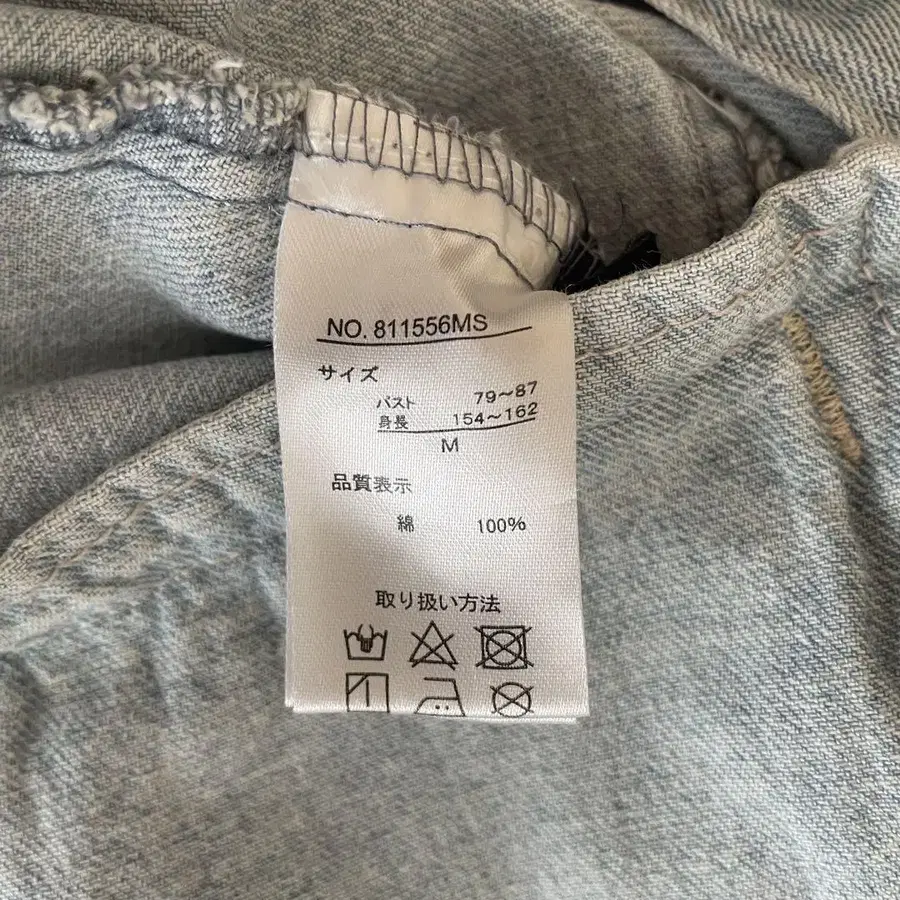 NO. 811556MS
サイズ
バスト 79～87
身長 154～162
M
品質表示
綿 100%
取り扱い方法